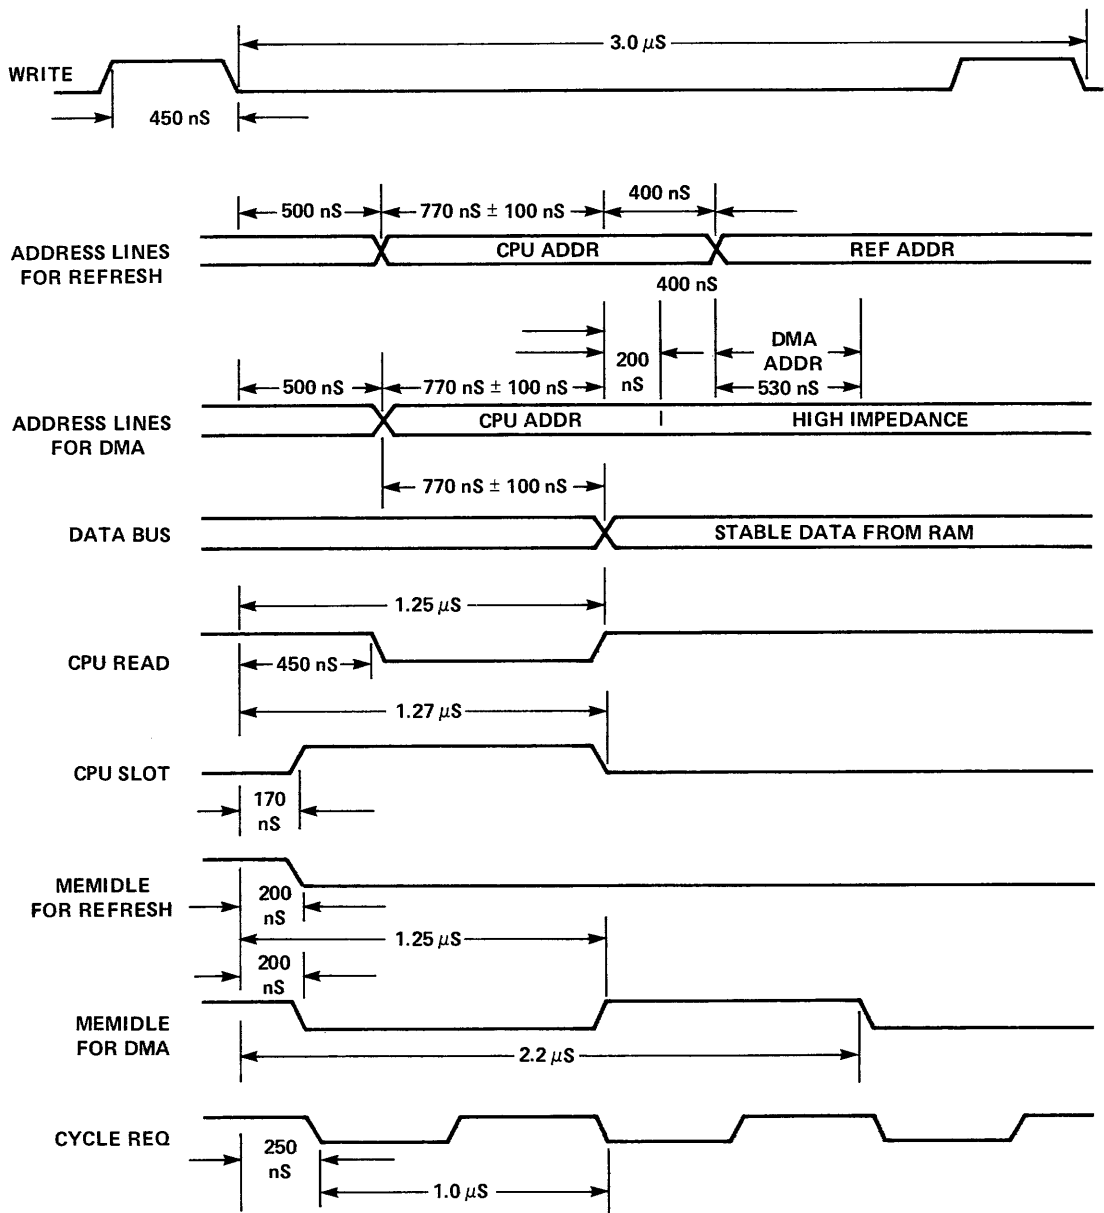 3.0 µS
WRITE
450 nS
400 nS
500 nS 770 nS ± 100 nS
ADDRESS LINES
FOR REFRESH
CPU ADDR REF ADDR
400 nS
DMA
ADDR
200
nS
500 nS 770 nS ± 100 nS 530 nS
ADDRESS LINES
FOR DMA
CPU ADDR HIGH IMPEDANCE
770 nS ± 100 nS
DATA BUS STABLE DATA FROM RAM
1.25 µS
CPU READ 450 nS
1.27 µS
CPU SLOT
170
nS
MEMIDLE
FOR REFRESH
200
nS
1.25 µS
200
nS
MEMIDLE
FOR DMA
2.2 µS
CYCLE REQ
250
nS
1.0 µS